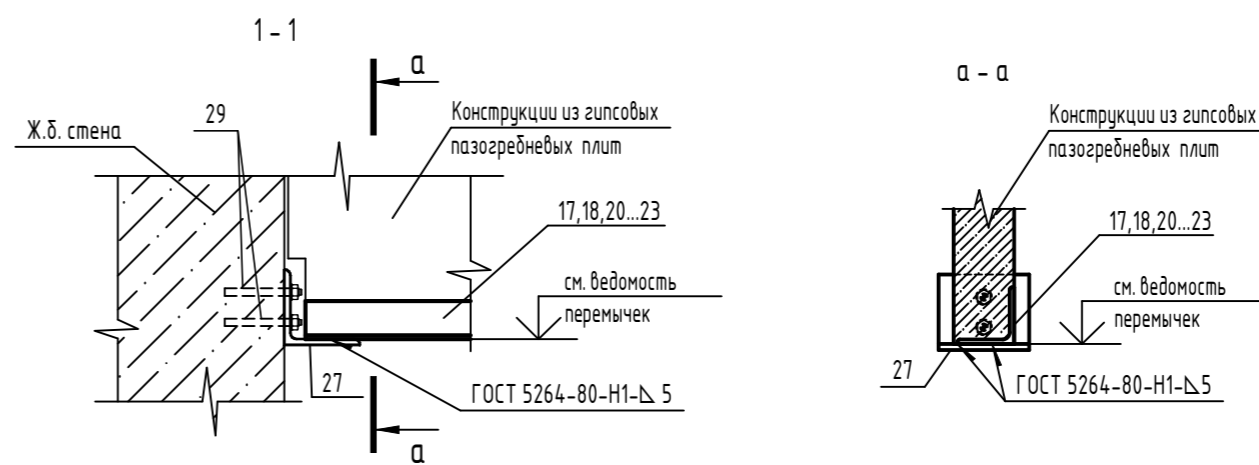 1 - 1
а
Ж.б. стена
29
Конструкции из гипсовых
пазогребневых плит
17,18,20...23
см. ведомость
перемычек
27
ГОСТ 5264-80-Н1-⊿ 5
а
а - а
Конструкции из гипсовых
пазогребневых плит
17,18,20...23
см. ведомость
перемычек
27
ГОСТ 5264-80-Н1-⊿5